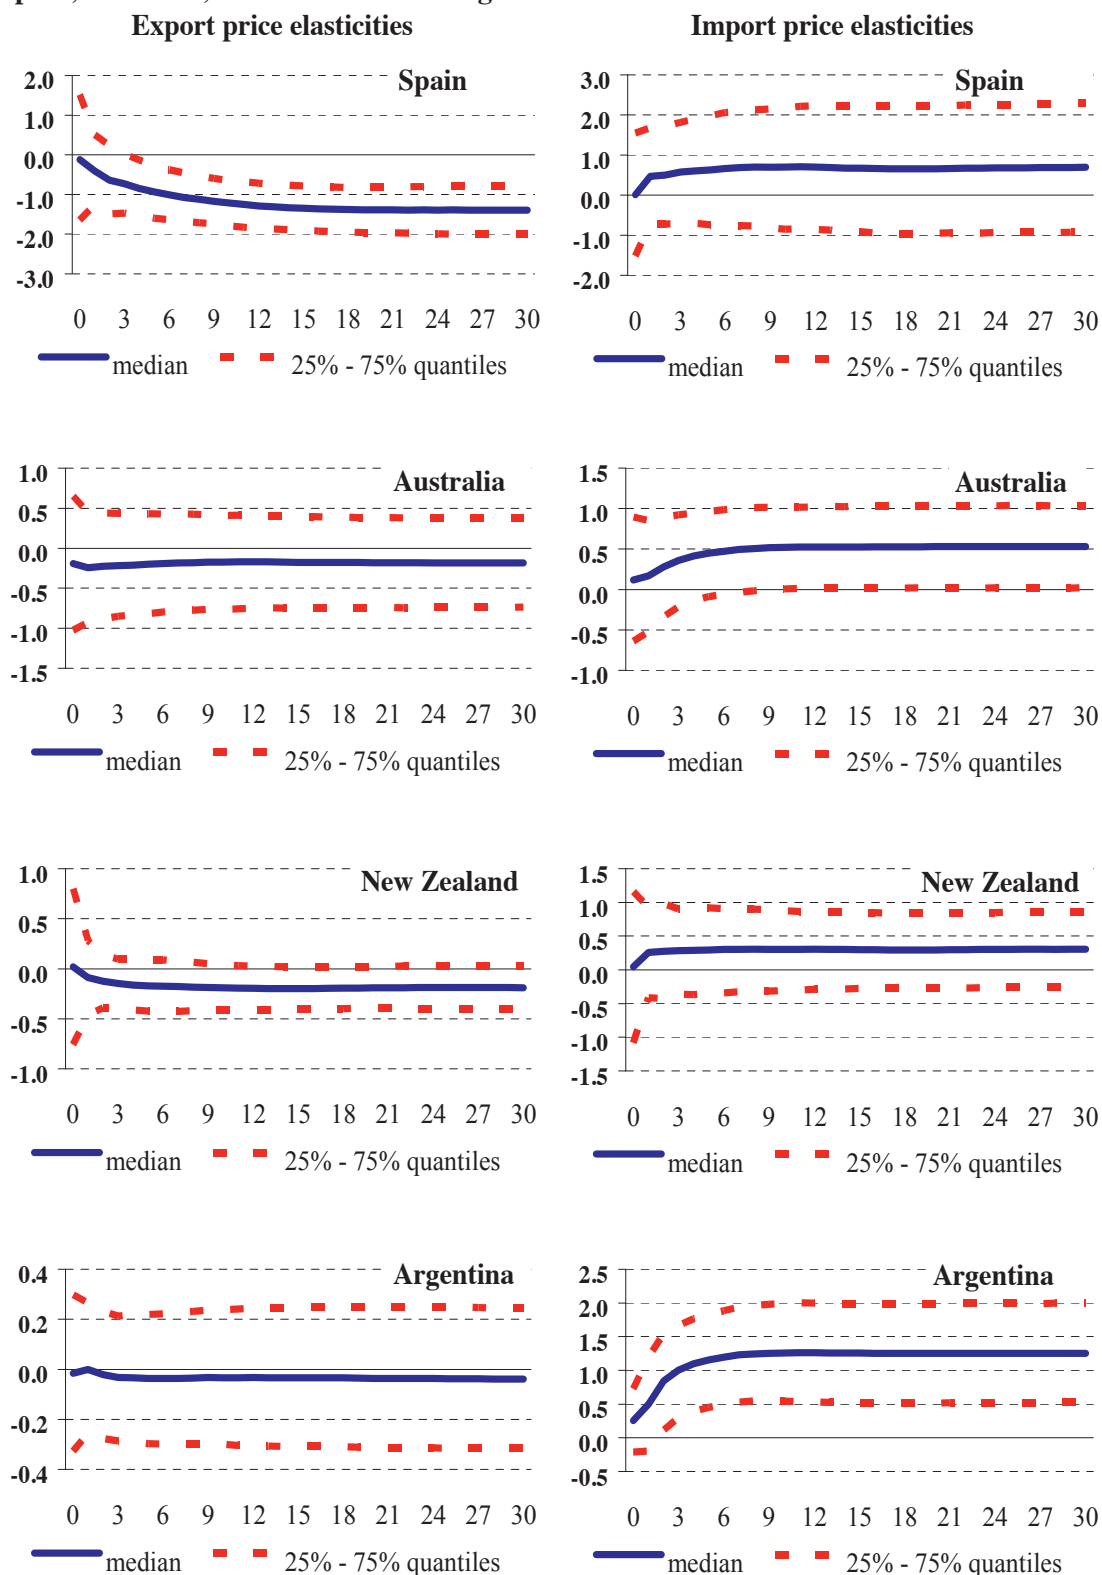 Export price elasticities Import price elasticities
Spain Spain
2.0 3.0
1.0 2.0
0.0 1.0
-1.0 0.0
-2.0 -1.0
-3.0 -2.0
0 3 6 9 12 15 18 21 24 27 30 0 3 6 9 12 15 18 21 24 27 30
median 25% - 75% quantiles median 25% - 75% quantiles
Australia Australia
1.0 1.5
0.5 1.0
0.0 0.5
-0.5 0.0
-1.0 -0.5
-1.5 -1.0
0 3 6 9 12 15 18 21 24 27 30 0 3 6 9 12 15 18 21 24 27 30
median 25% - 75% quantiles median 25% - 75% quantiles
New Zealand New Zealand
1.0 1.5
0.5 1.0
0.0 0.5
-0.5 0.0
-1.0 -0.5
-1.0
-1.5
0 3 6 9 12 15 18 21 24 27 30 0 3 6 9 12 15 18 21 24 27 30
median 25% - 75% quantiles median 25% - 75% quantiles
Argentina Argentina
0.4 2.5
0.2 2.0
0.0 1.5
-0.2 1.0
-0.4 0.5
0.0
-0.5
0 3 6 9 12 15 18 21 24 27 30 0 3 6 9 12 15 18 21 24 27 30
median 25% - 75% quantiles median 25% - 75% quantiles